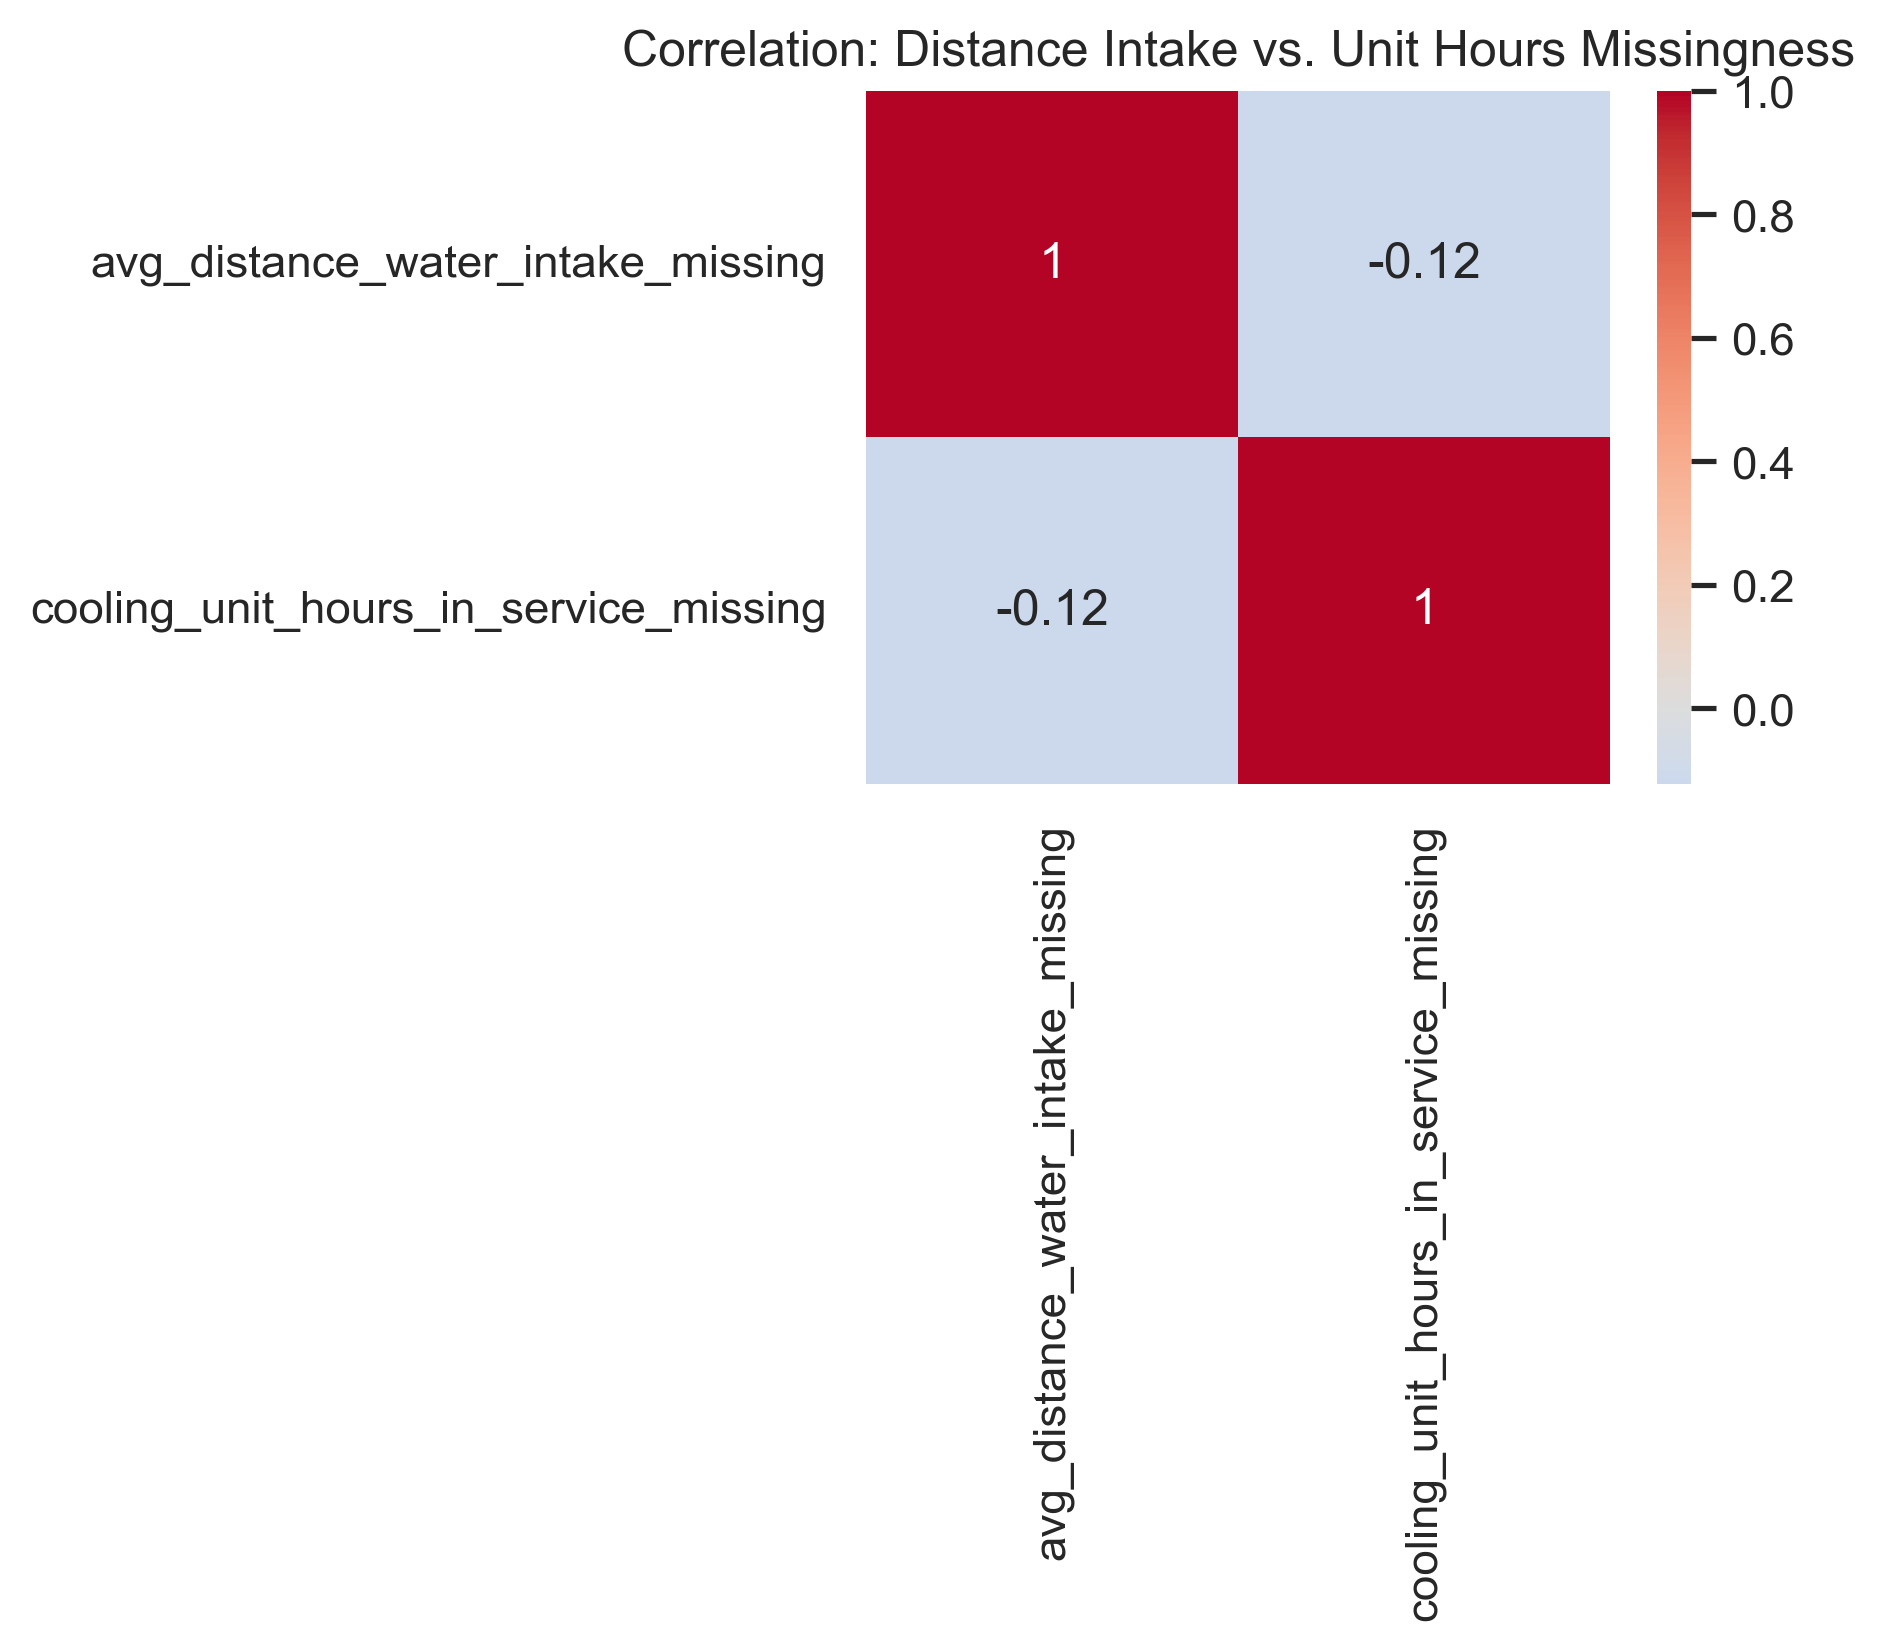 Correlation: Distance Intake vs. Unit Hours Missingness
avg_distance_water_intake_missing
1
-0.12
cooling_unit_hours_in_service_missing
-0.12
1
1.0
0.8
0.6
0.4
0.2
0.0
avg_distance_water_intake_missing
cooling_unit_hours_in_service_missing